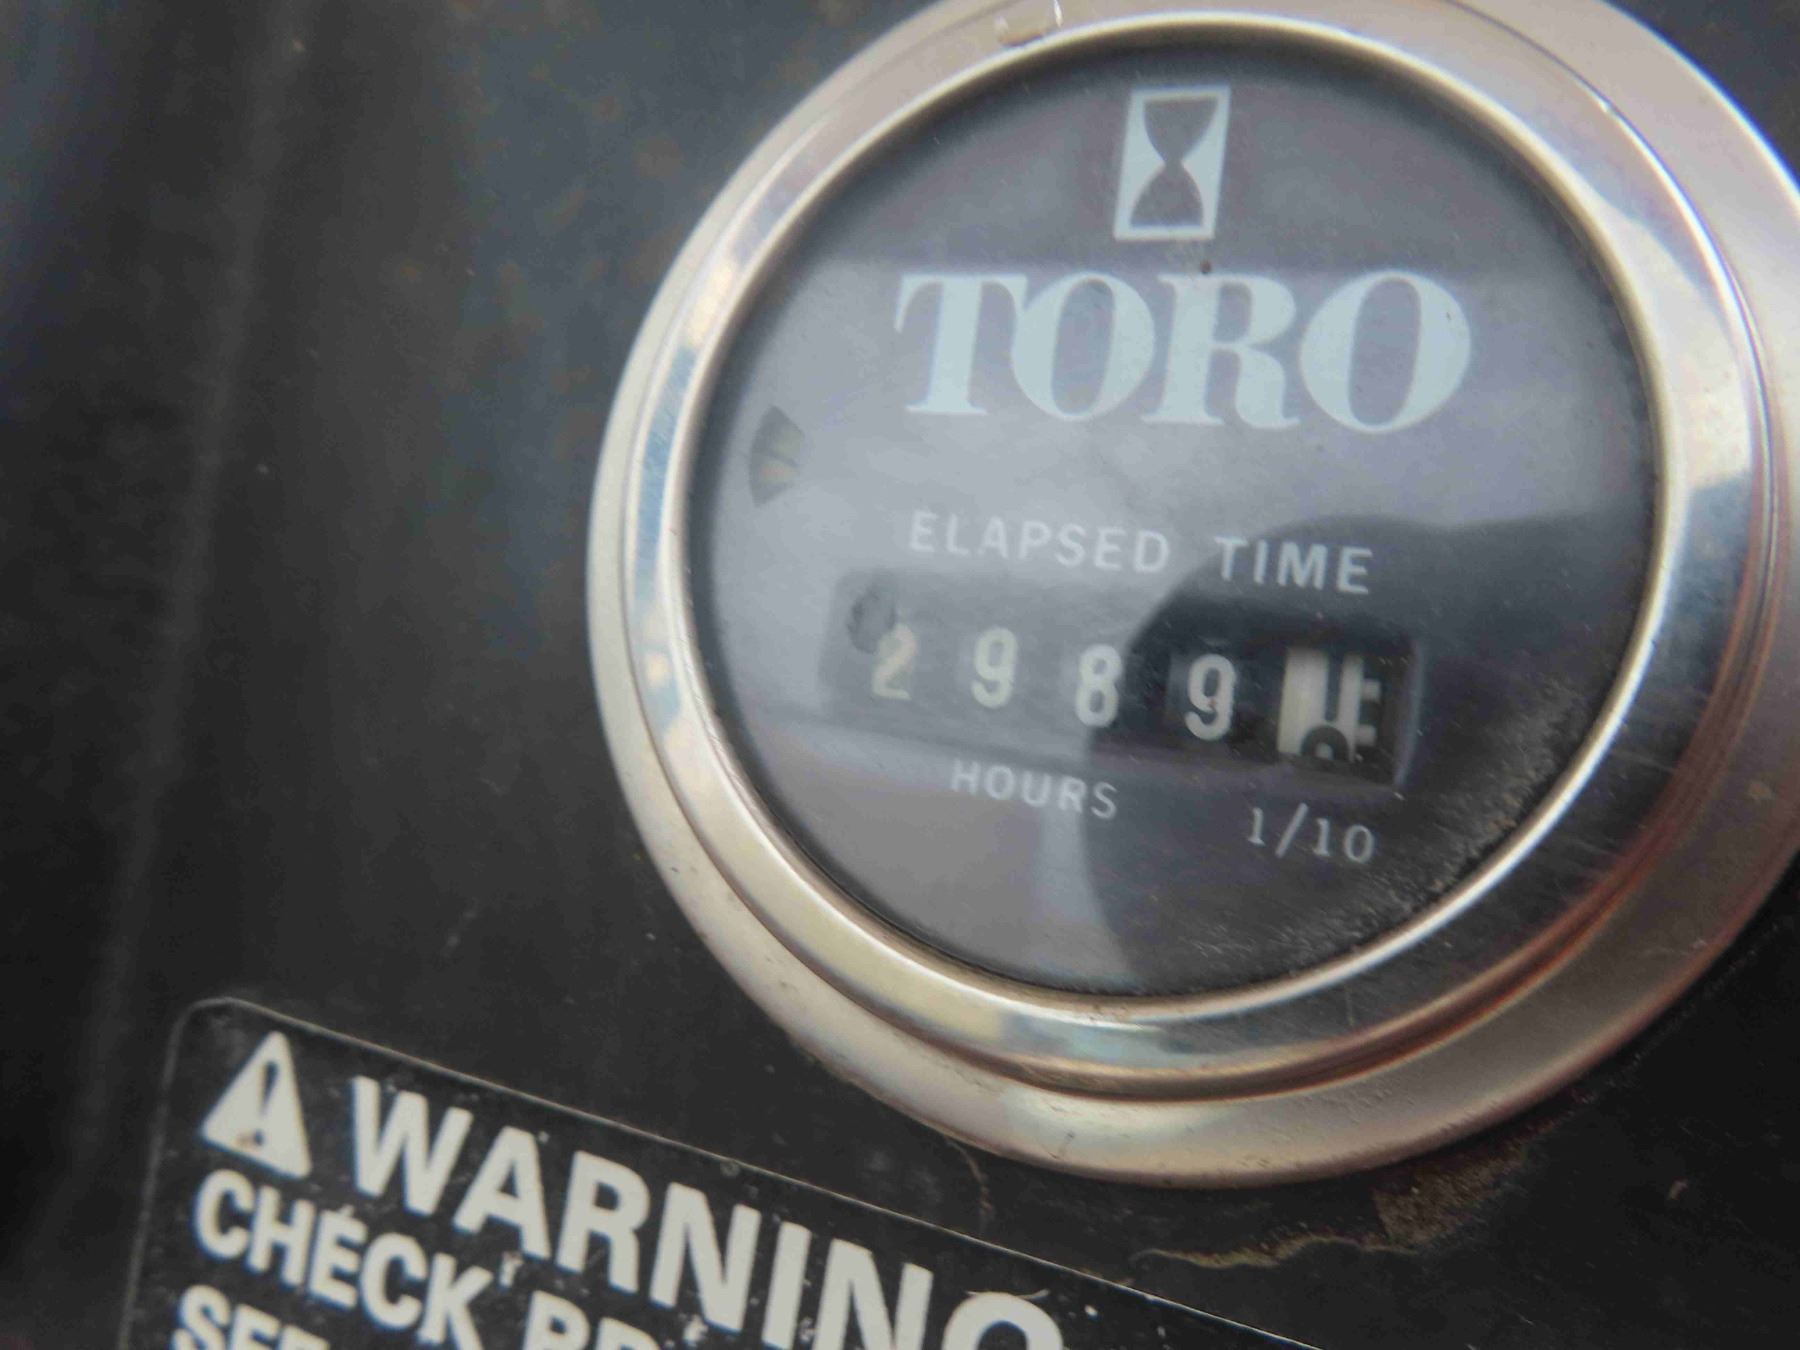 TORO
ELAPSED TIME
2989
HOURS 1/10
WARNING
CHECK